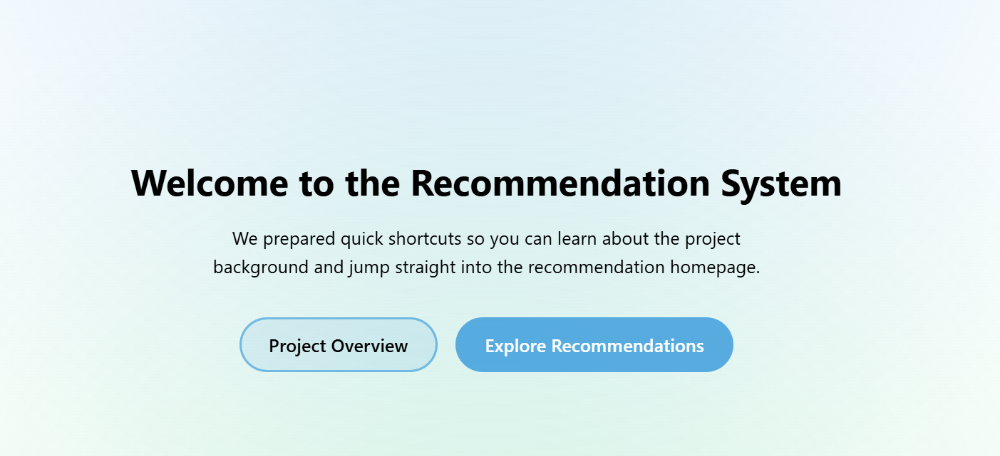 Welcome to the Recommendation System
We prepared quick shortcuts so you can learn about the project
background and jump straight into the recommendation homepage.
Project Overview
Explore Recommendations